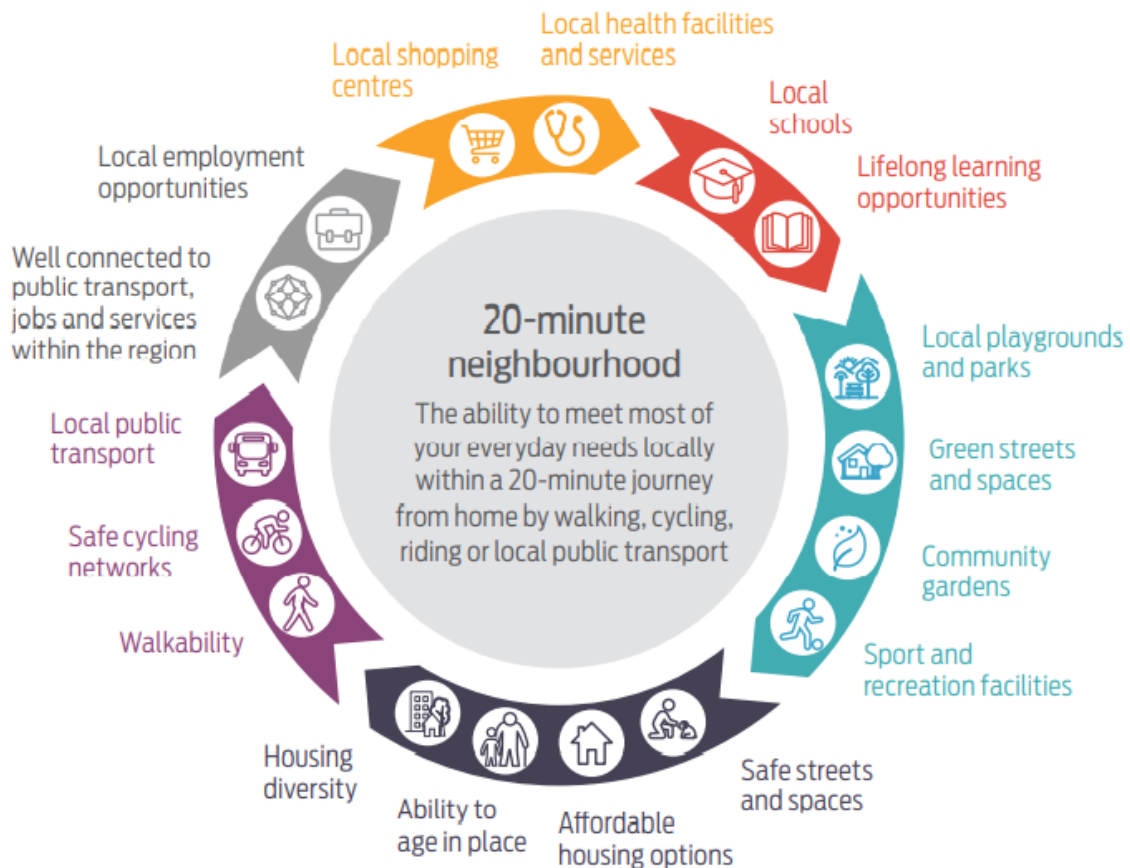 Local health facilities
and services
Local shopping
centres
Local
schools
Lifelong learning
opportunities
Local employment
opportunities
Well connected to
public transport,
jobs and services
within the region
20-minute
neighbourhood
The ability to meet most of
your everyday needs locally
within a 20-minute journey
from home by walking, cycling,
riding or local public transport
Local playgrounds
and parks
Green streets
and spaces
Community
gardens
Sport and
recreation facilities
Local public
transport
Safe cycling
networks
Walkability
Housing
diversity
Ability to
age in place
Affordable
housing options
Safe streets
and spaces